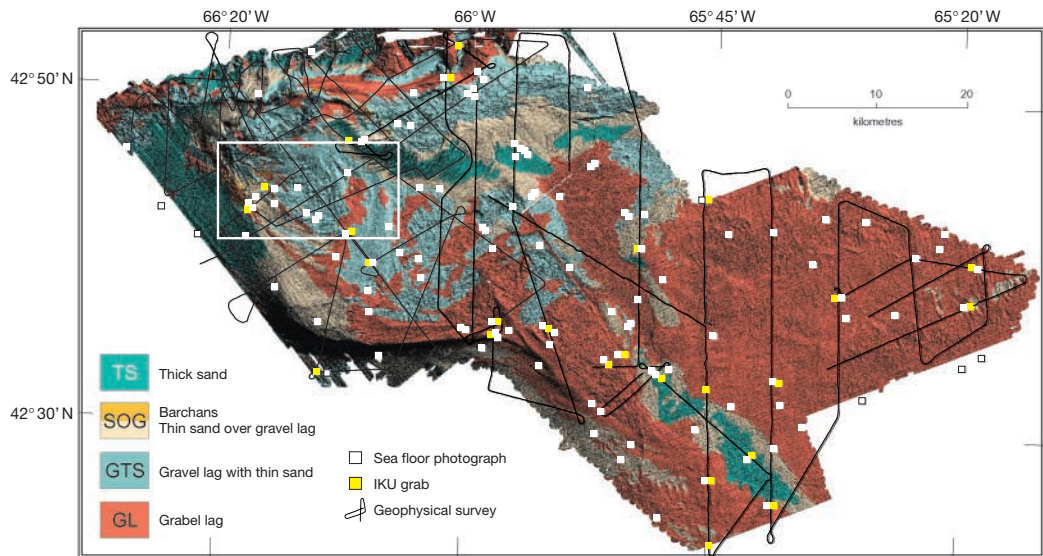 66°20'W 66°W 65°45'W 65°20'W
42°50'N
0 10 20
kilometres
42°30'N
TS Thick sand
SOG Barchans
Thin sand over gravel lag
GTS Gravel lag with thin sand
GL Grabel lag
Sea floor photograph
IKU grab
Geophysical survey